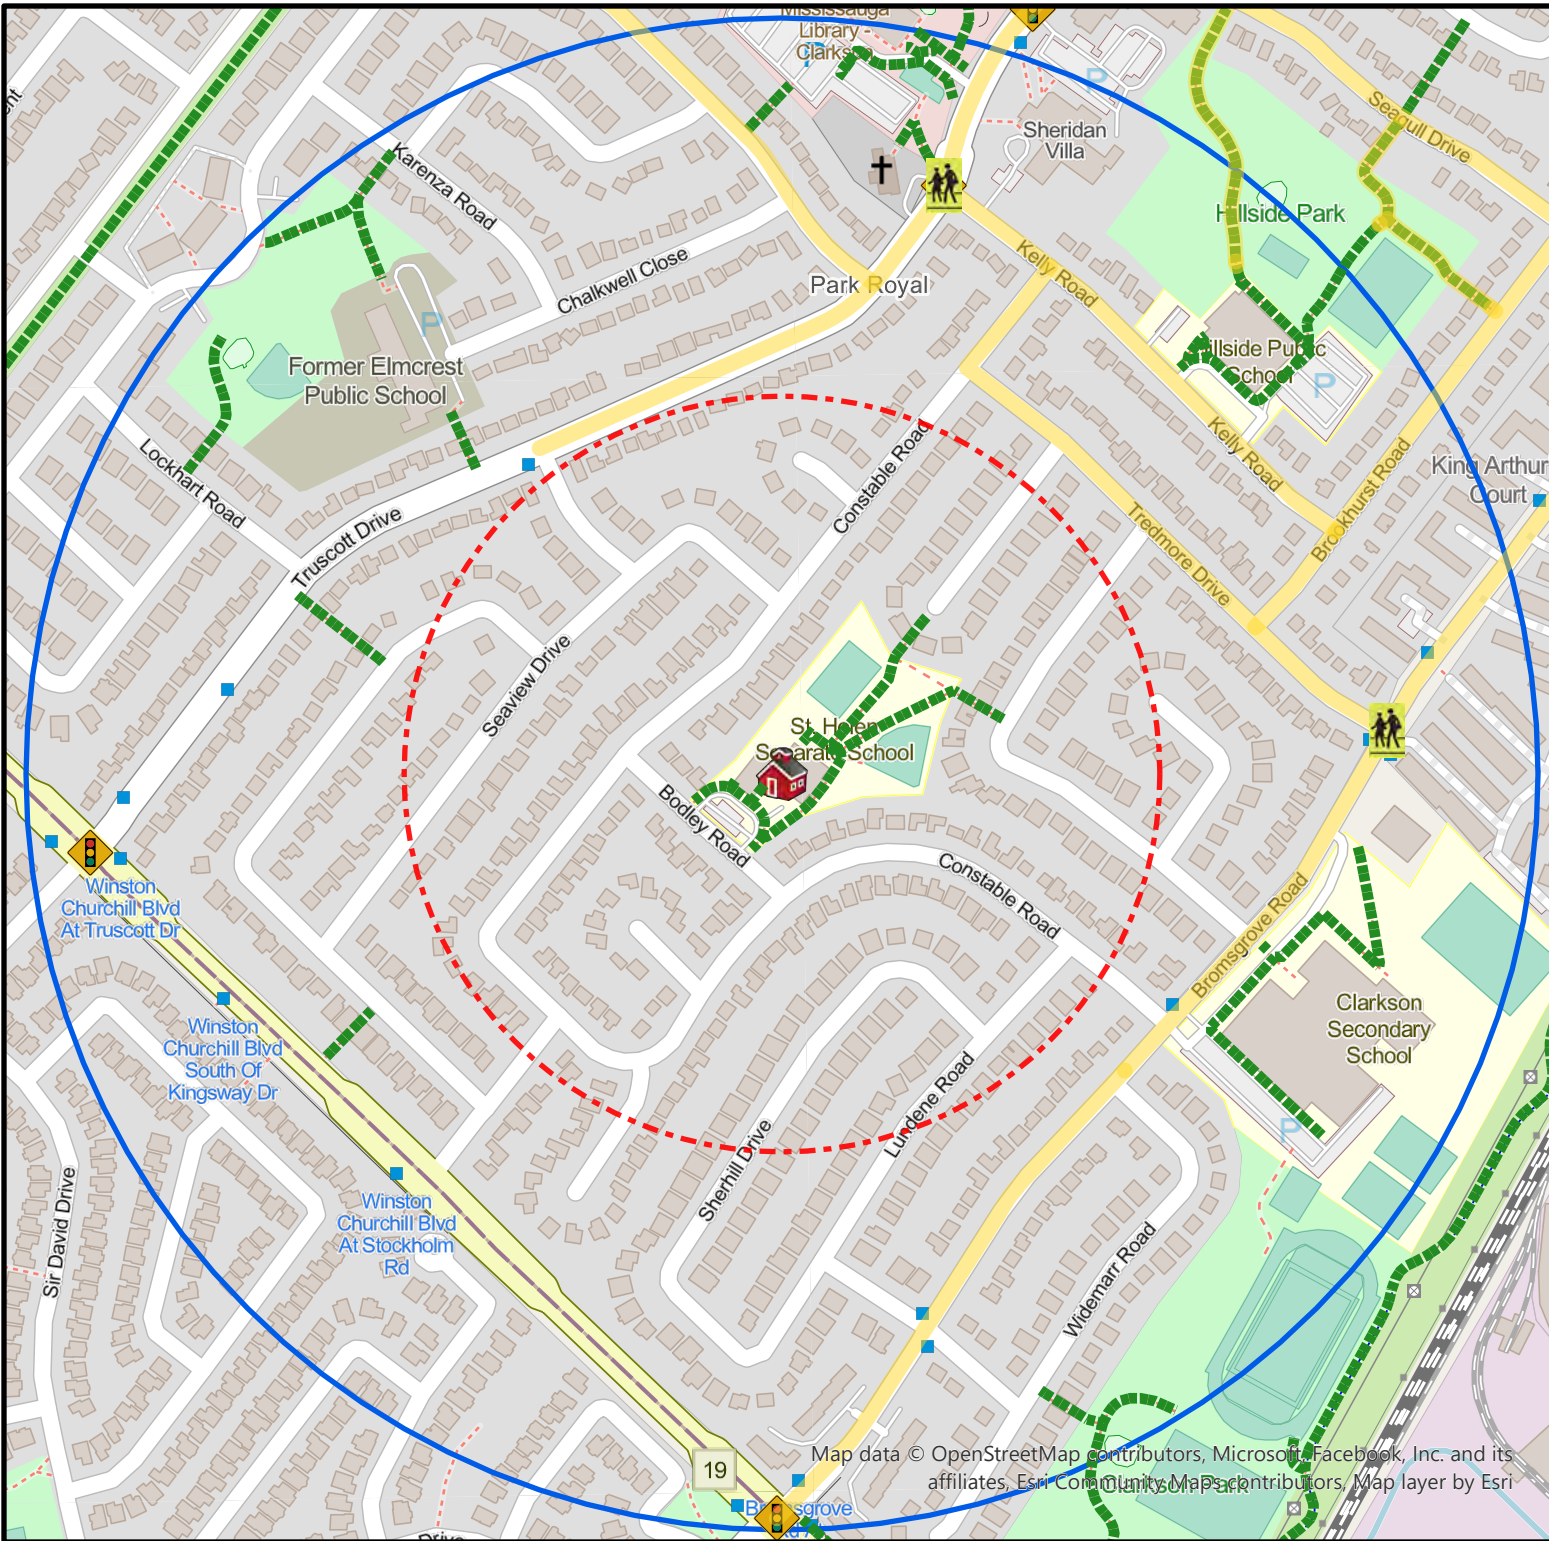 Mississauga
Library -
P
P
Sheridan
Villa
Seagull Drive
Karenza Road
Hillside Park
Kelly Road
Chalkwell Close
Park Royal
P
Former Elmcrest
Public School
Hillside Public
School
P
Constable Road
Kelly Road
Lockhart Road
King Arthur
Court
Brookhurst Road
Truscott Drive
Tredmore Drive
Seaview Drive
St. Helen
Separate School
Bodley Road
Constable Road
Winston
Churchill Blvd
At Truscott Dr
Bromsgrove Road
Clarkson
Secondary
School
Winston
Churchill Blvd
South Of
Kingsway Dr
Lundene Road
P
Sherhill Drive
Sir David Drive
Winston
Churchill Blvd
At Stockholm
Rd
Widemarr Road
19
Map data © OpenStreetMap contributors, Microsoft, Facebook, Inc. and its
affiliates, Esri Community Maps contributors, Map layer by Esri
Clarkson Park
Bromsgrove
Drive